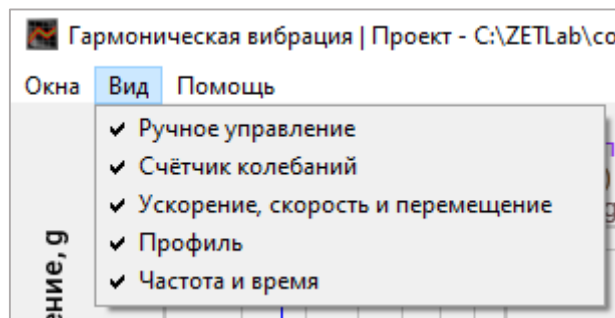 Гармоническая вибрация | Проект - C:\ZETLab\co
Окна Вид Помощь
Ручное управление
Счётчик колебаний
Ускорение, скорость и перемещение
Профиль
Частота и время
ение, g